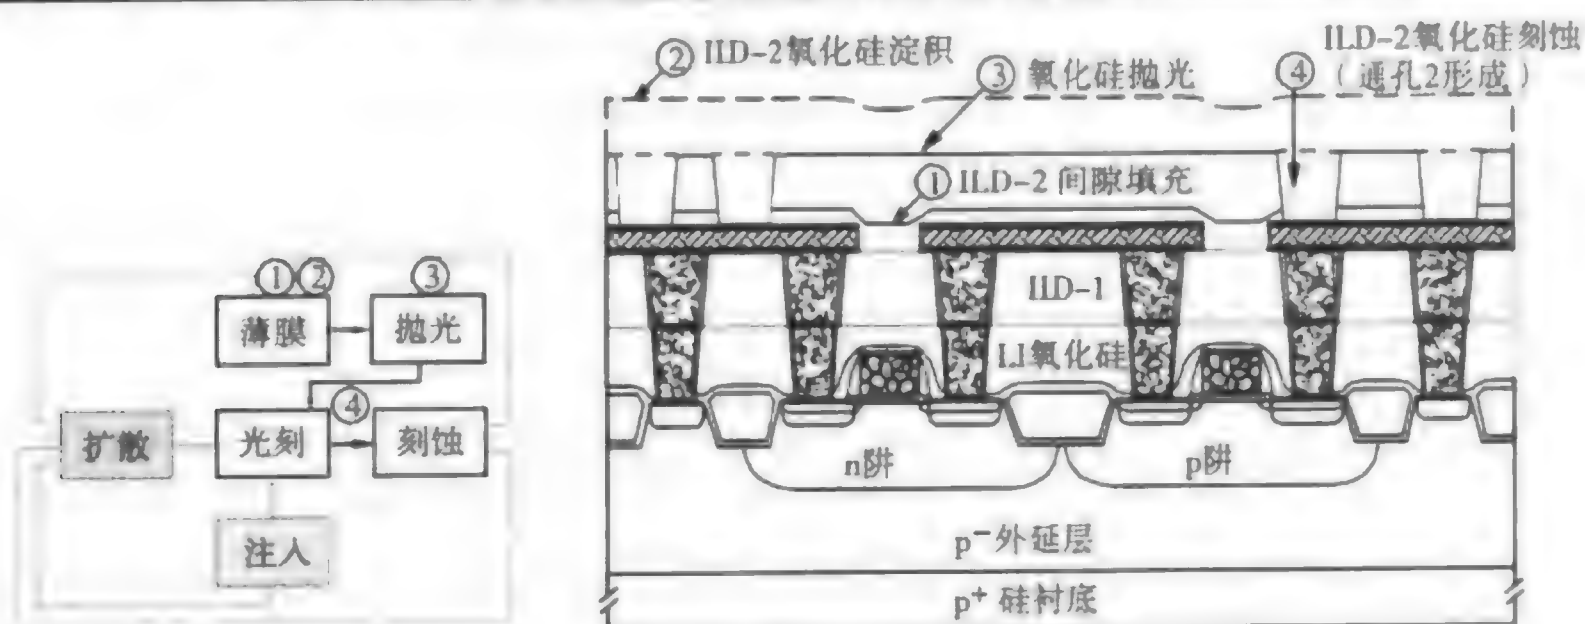 ② ILD-2氧化硅淀积
③ 氧化硅抛光
④ ILD-2氧化硅刻蚀
（通孔2形成）
① ILD-2 间隙填充
ILD-1
LI氧化硅
n阱
p阱
p⁻外延层
p⁺硅衬底
① ②
③
薄膜
抛光
④
扩散
光刻
刻蚀
注入